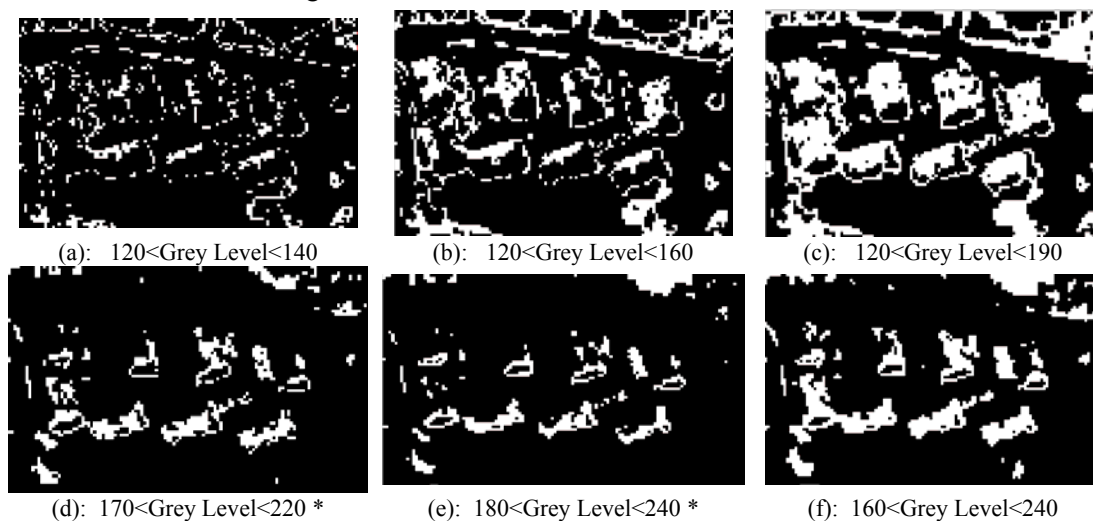 (a): 120<Grey Level<140
(b): 120<Grey Level<160
(c): 120<Grey Level<190
(d): 170<Grey Level<220 *
(e): 180<Grey Level<240 *
(f): 160<Grey Level<240